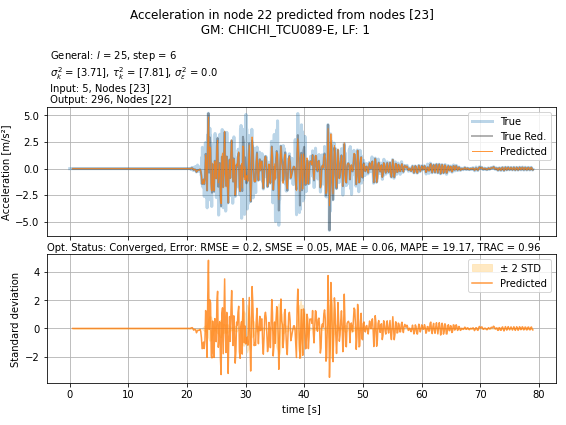 Acceleration in node 22 predicted from nodes [23]
GM: CHICHI_TCU089-E, LF: 1
General: l = 25, step = 6
σ²ₖ = [3.71], τ²ₖ = [7.81], σ²ε = 0.0
Input: 5, Nodes [23]
Output: 296, Nodes [22]
Acceleration [m/s²]
5.0
2.5
0.0
−2.5
−5.0
True
True Red.
Predicted
Opt. Status: Converged, Error: RMSE = 0.2, SMSE = 0.05, MAE = 0.06, MAPE = 19.17, TRAC = 0.96
Standard deviation
4
2
0
−2
± 2 STD
Predicted
0 10 20 30 40 50 60 70 80
time [s]